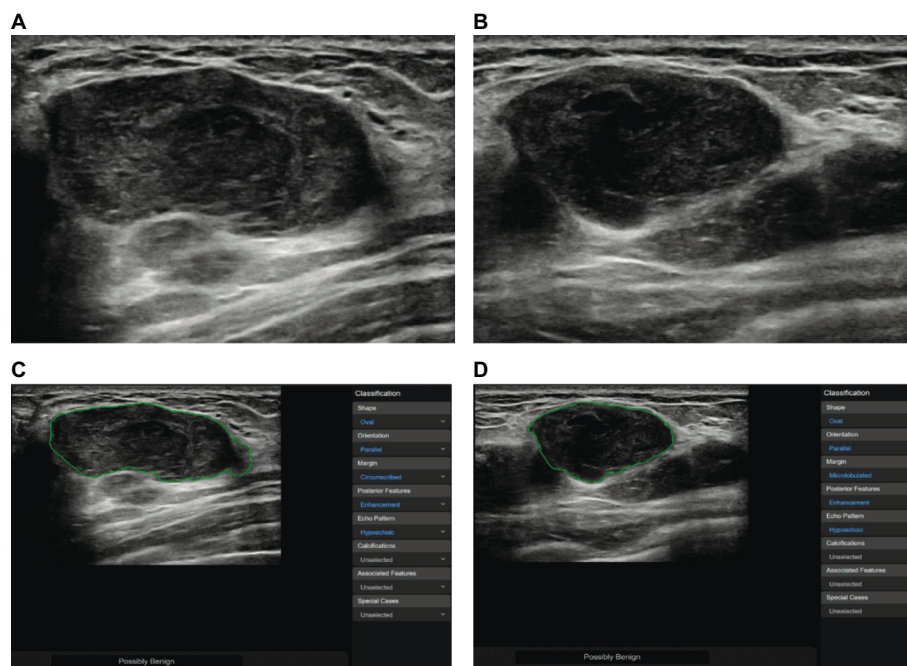 A
B
C
Classification
Shape
Oval
Orientation
Parallel
Margin
Circumscribed
Posterior Features
Enhancement
Echo Pattern
Hypoechoic
Calcifications
Unselected
Associated Features
Unselected
Special Cases
Unselected
Possibly Benign
D
Classification
Shape
Oval
Orientation
Parallel
Margin
Microlobulated
Posterior Features
Enhancement
Echo Pattern
Hypoechoic
Calcifications
Unselected
Associated Features
Unselected
Special Cases
Unselected
Possibly Benign